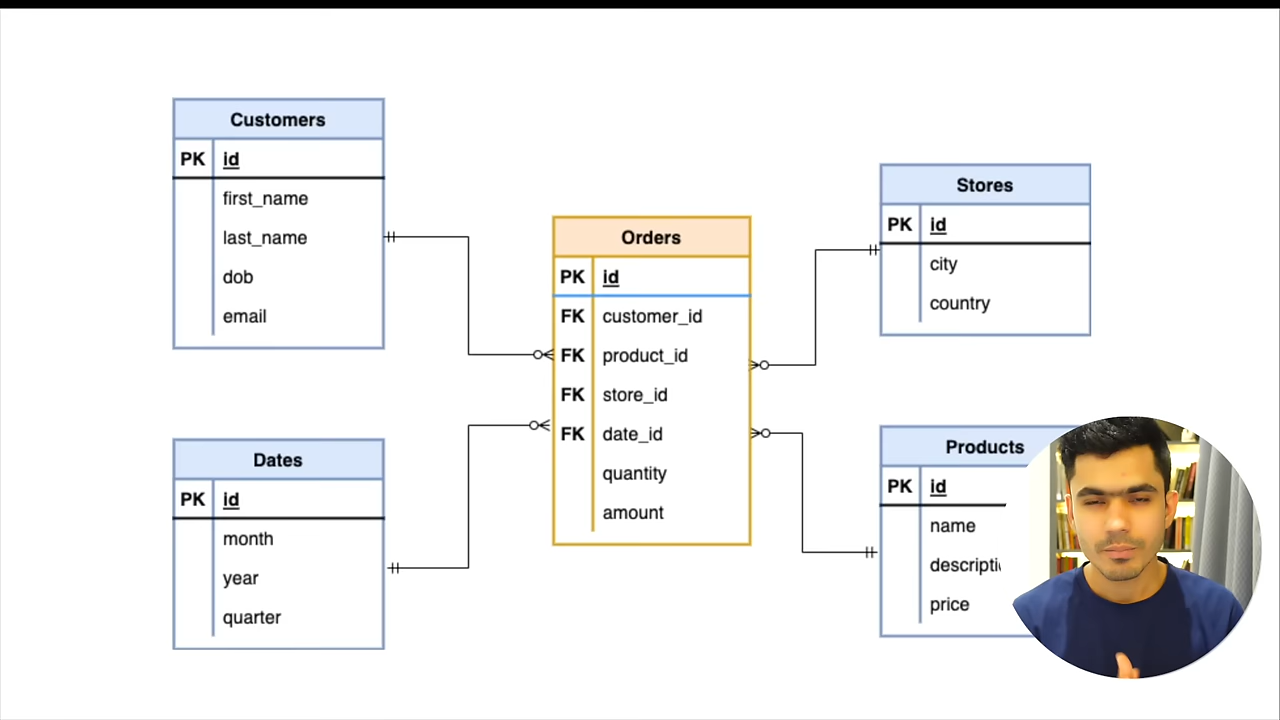 Customers
PK id
first_name
last_name
dob
email
Dates
PK id
month
year
quarter
Orders
PK id
FK customer_id
FK product_id
FK store_id
FK date_id
quantity
amount
Stores
PK id
city
country
Products
PK id
name
price